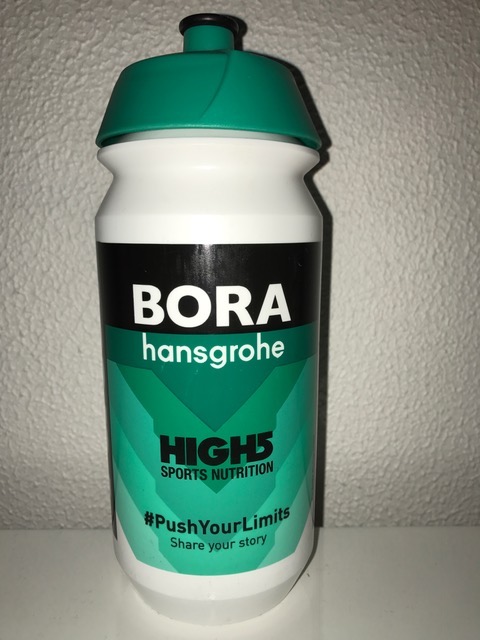 BORA
hansgrohe
HIGH5
SPORTS NUTRITION
#PushYourLimits
Share your story